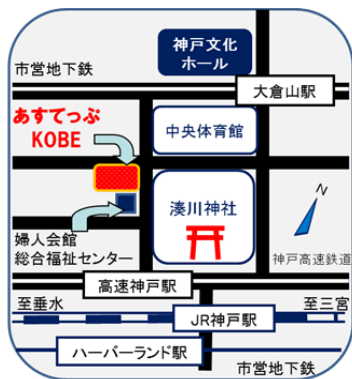 神戸文化
ホール
市営地下鉄
大倉山駅
あすてっぷ
KOBE
中央体育館
湊川神社
N
婦人会館
総合福祉センター
神戸高速鉄道
高速神戸駅
至垂水
至三宮
JR神戸駅
ハーバーランド駅
市営地下鉄